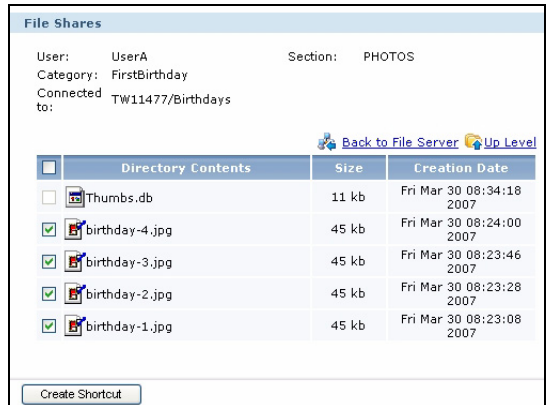 File Shares
User: UserA Section: PHOTOS
Category: FirstBirthday
Connected to: TW11477/Birthdays
Back to File Server Up Level
Directory Contents Size Creation Date
Thumbs.db 11 kb Fri Mar 30 08:34:18 2007
birthday-4.jpg 45 kb Fri Mar 30 08:24:00 2007
birthday-3.jpg 45 kb Fri Mar 30 08:23:46 2007
birthday-2.jpg 45 kb Fri Mar 30 08:23:28 2007
birthday-1.jpg 45 kb Fri Mar 30 08:23:08 2007
Create Shortcut